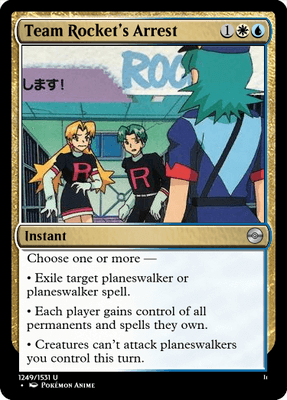 Team Rocket's Arrest
1
します!
ROC
R
R
Instant
Choose one or more —
• Exile target planeswalker or
planeswalker spell.
• Each player gains control of all
permanents and spells they own.
• Creatures can't attack planeswalkers
you control this turn.
1249/1531 U
• Pokémon Anime